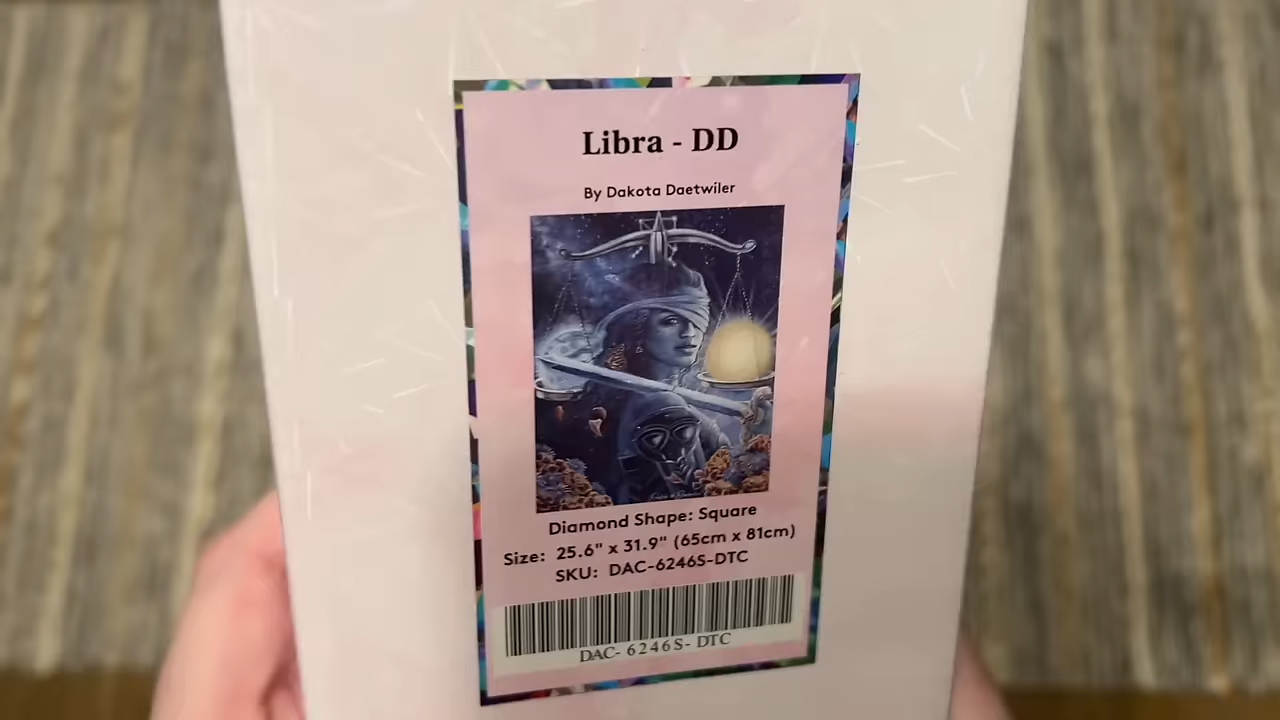 Libra - DD
By Dakota Daetwiler
Diamond Shape: Square
Size: 25.6" x 31.9" (65cm x 81cm)
SKU: DAC-6246S-DTC
DAC- 6246S- DTC